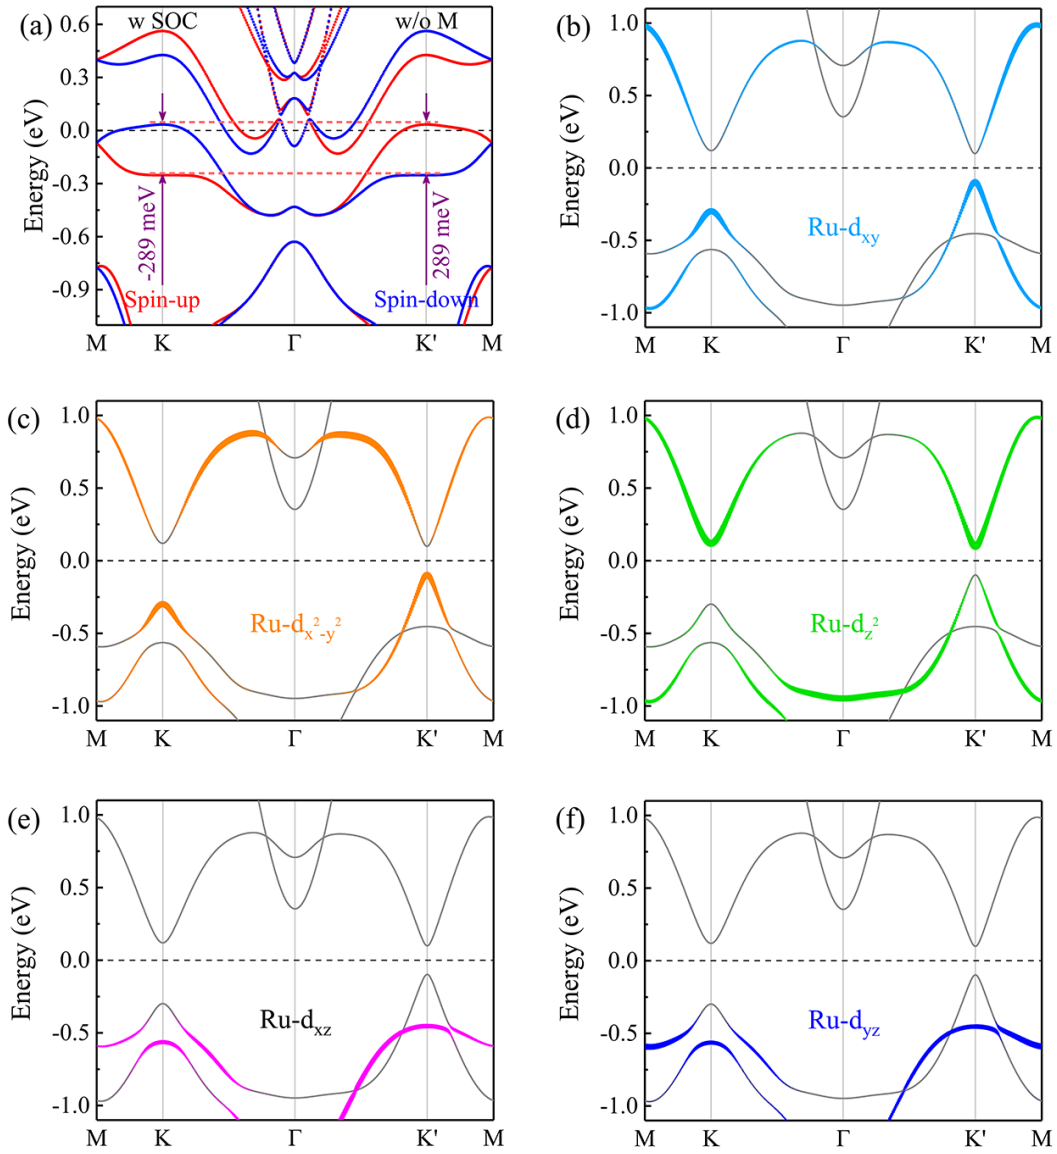 (a)
w SOC
w/o M
0.6
0.3
0.0
-0.3
-0.6
-0.9
Energy (eV)
-289 meV
289 meV
Spin-up
Spin-down
M K Γ K' M
(b)
1.0
0.5
0.0
-0.5
-1.0
Energy (eV)
Ru-dxy
M K Γ K' M
(c)
1.0
0.5
0.0
-0.5
-1.0
Energy (eV)
Ru-dx²-y²
M K Γ K' M
(d)
1.0
0.5
0.0
-0.5
-1.0
Energy (eV)
Ru-dz²
M K Γ K' M
(e)
1.0
0.5
0.0
-0.5
-1.0
Energy (eV)
Ru-dxz
M K Γ K' M
(f)
1.0
0.5
0.0
-0.5
-1.0
Energy (eV)
Ru-dyz
M K Γ K' M